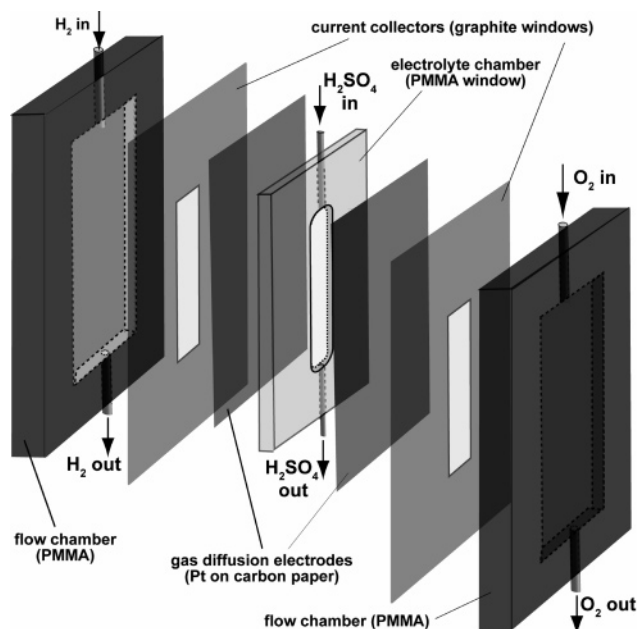 H2 in
current collectors (graphite windows)
electrolyte chamber
(PMMA window)
H2SO4
in
O2 in
H2 out
H2SO4
out
flow chamber
(PMMA)
gas diffusion electrodes
(Pt on carbon paper)
flow chamber (PMMA)
O2 out